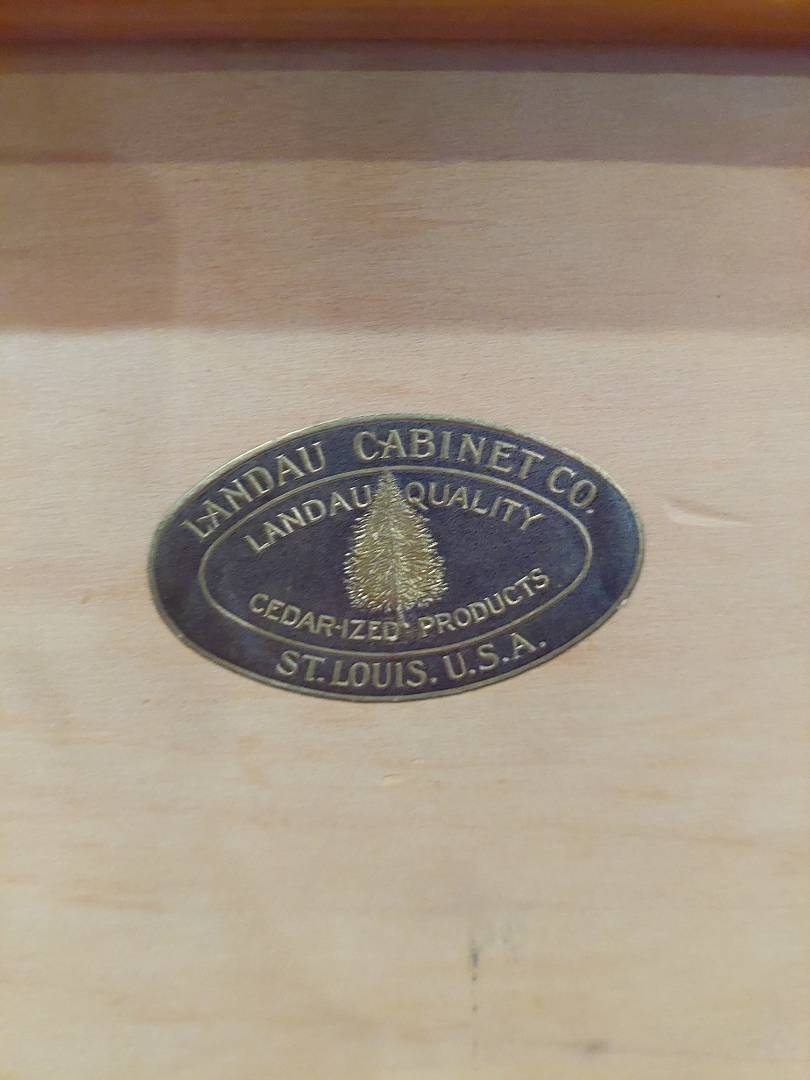 LANDAU CABINET CO.
LANDAU QUALITY
CEDAR-IZED PRODUCTS
ST. LOUIS. U.S.A.